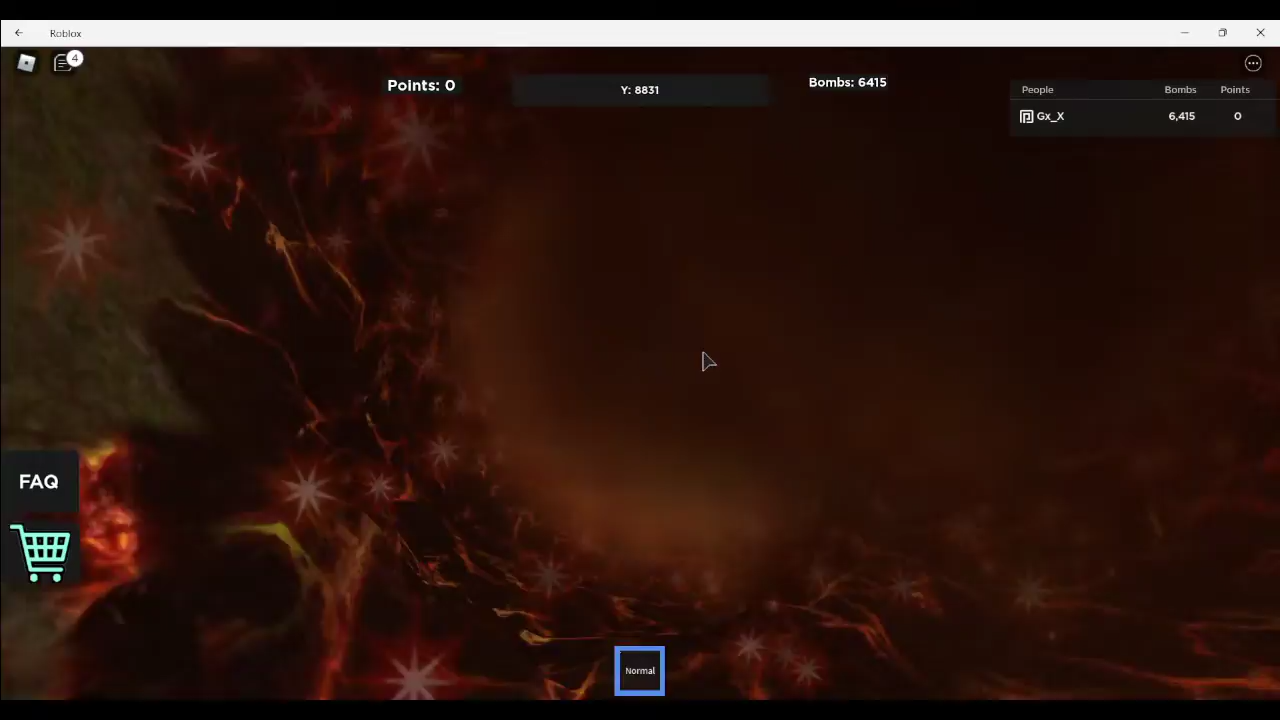 Roblox
4
Points: 0
Y: 8831
Bombs: 6415
People Bombs Points
Gx_X 6,415 0
FAQ
Normal